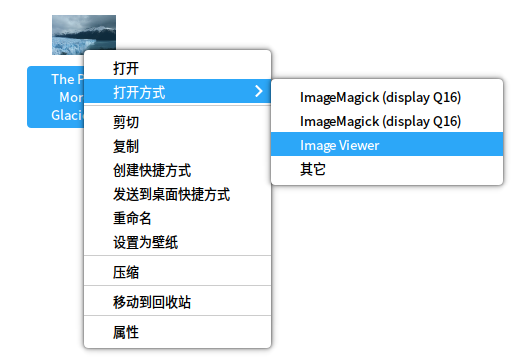 The P
Mor
Glaci
打开
打开方式
剪切
复制
创建快捷方式
发送到桌面快捷方式
重命名
设置为壁纸
压缩
移动到回收站
属性
ImageMagick (display Q16)
ImageMagick (display Q16)
Image Viewer
其它